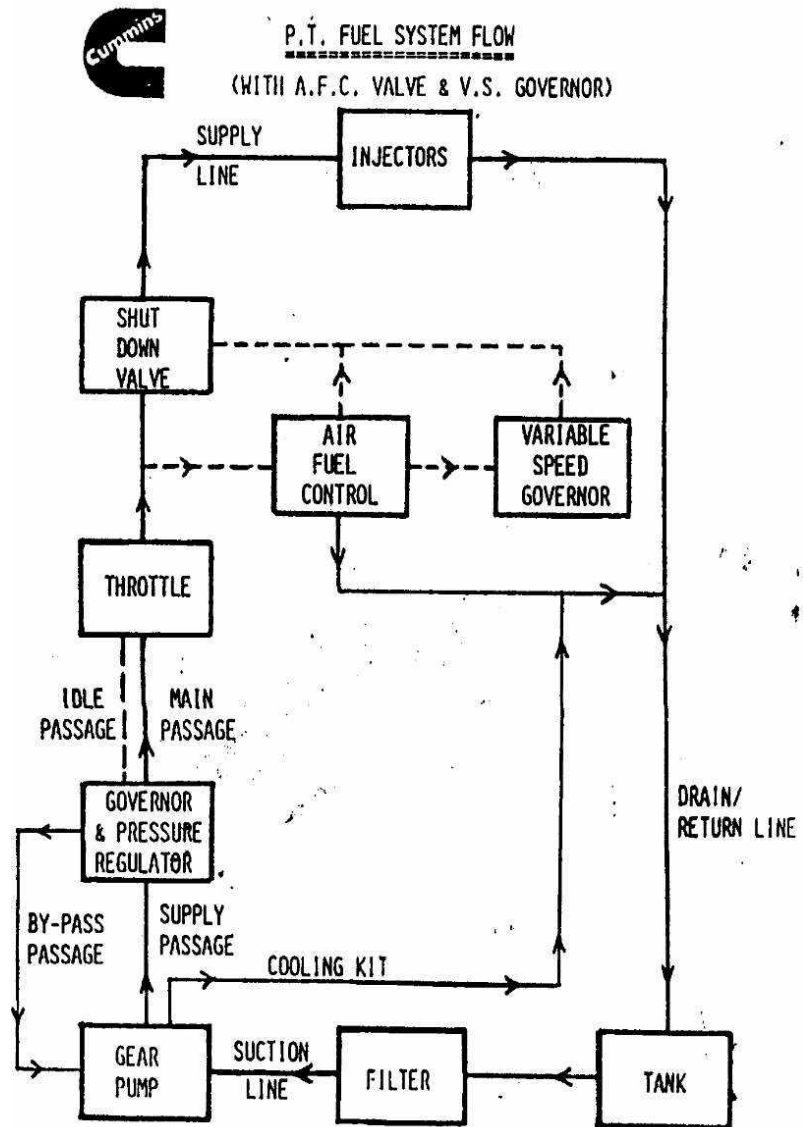 Cummins
P.T. FUEL SYSTEM FLOW
(WITH A.F.C. VALVE & V.S. GOVERNOR)
SUPPLY
LINE
INJECTORS
SHUT
DOWN
VALVE
AIR
FUEL
CONTROL
VARIABLE
SPEED
GOVERNOR
THROTTLE
IDLE
PASSAGE
MAIN
PASSAGE
GOVERNOR
& PRESSURE
REGULATOR
DRAIN/
RETURN LINE
BY-PASS
PASSAGE
SUPPLY
PASSAGE
COOLING KIT
GEAR
PUMP
SUCTION
LINE
FILTER
TANK